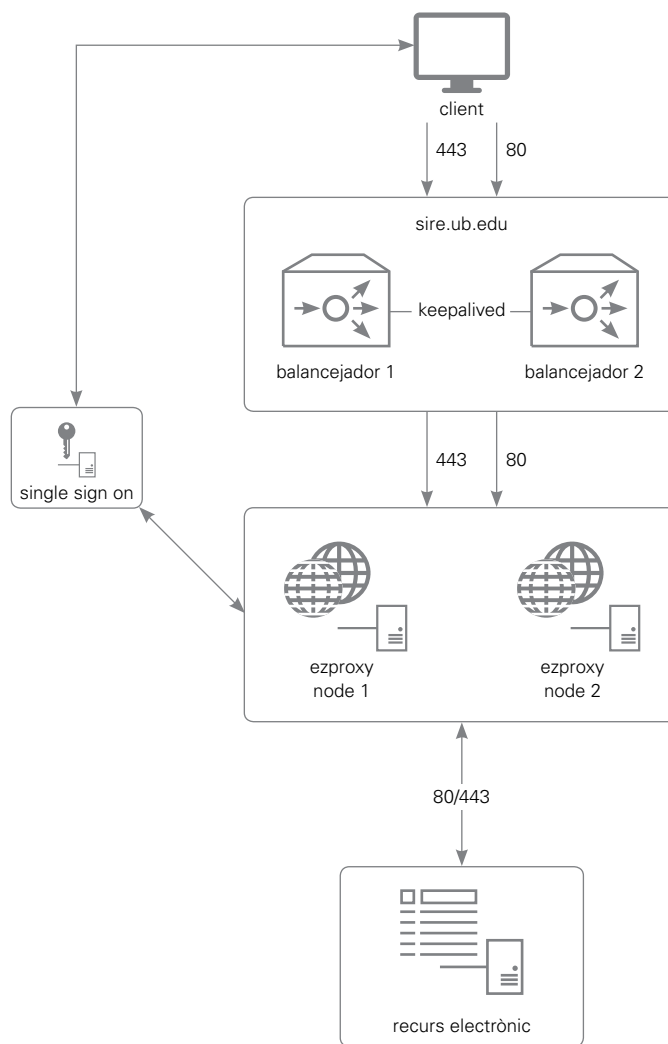 client
443 80
sire.ub.edu
keepalived
balancejador 1 balancejador 2
443 80
single sign on
ezproxy
node 1
ezproxy
node 2
80/443
recurs electrònic